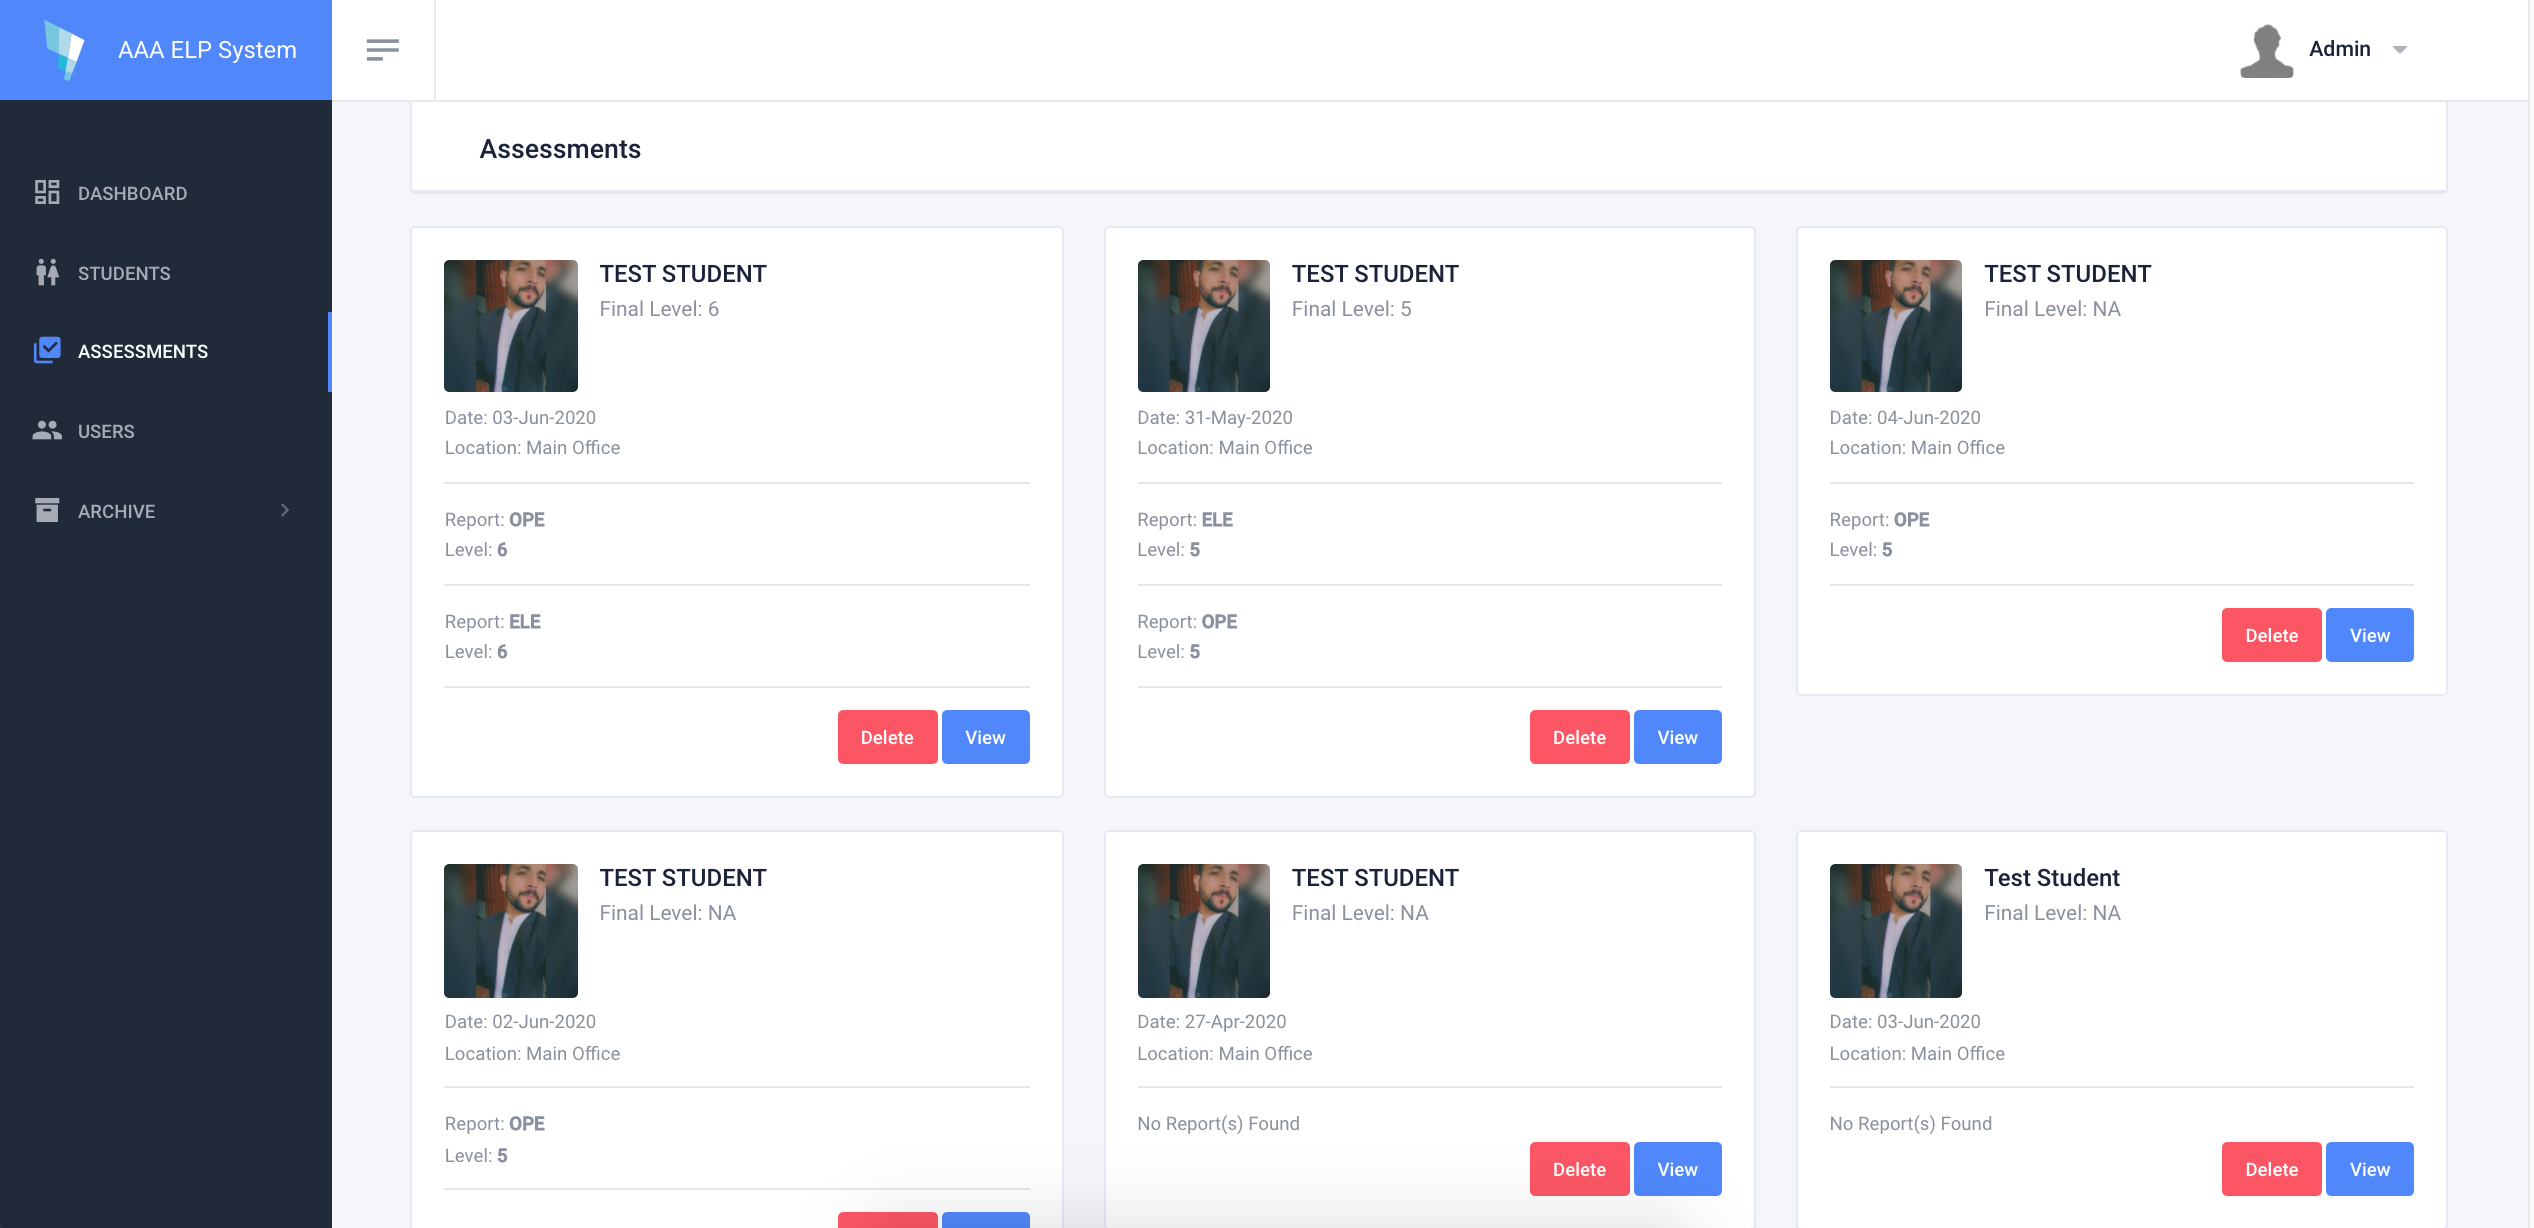 AAA ELP System
Admin
DASHBOARD
STUDENTS
ASSESSMENTS
USERS
ARCHIVE
Assessments
TEST STUDENT
Final Level: 6
Date: 03-Jun-2020
Location: Main Office
Report: OPE
Level: 6
Report: ELE
Level: 6
Delete View
TEST STUDENT
Final Level: 5
Date: 31-May-2020
Location: Main Office
Report: ELE
Level: 5
Report: OPE
Level: 5
Delete View
TEST STUDENT
Final Level: NA
Date: 04-Jun-2020
Location: Main Office
Report: OPE
Level: 5
Delete View
TEST STUDENT
Final Level: NA
Date: 02-Jun-2020
Location: Main Office
Report: OPE
Level: 5
TEST STUDENT
Final Level: NA
Date: 27-Apr-2020
Location: Main Office
No Report(s) Found
Delete View
Test Student
Final Level: NA
Date: 03-Jun-2020
Location: Main Office
No Report(s) Found
Delete View